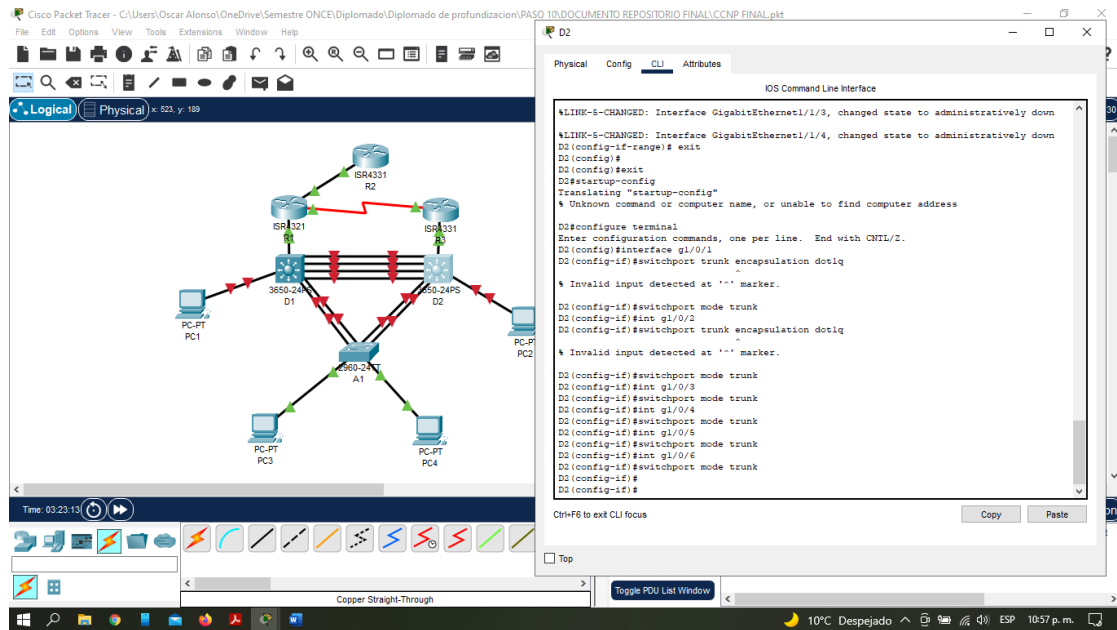 Cisco Packet Tracer - C:\Users\Oscar Alonso\OneDrive\Semestre ONCE\Diplomado\Diplomado de profundizacion\PASO 10\DOCUMENTO REPOSITORIO FINAL\CCNP FINAL.pkt
File Edit Options View Tools Extensions Window Help
Logical Physical x: 523, y: 189
ISR4331
R2
ISR4321
R1
ISR4331
R3
3650-24PS
D1
3650-24PS
D2
PC-PT
PC1
PC-PT
PC2
2960-24TT
A1
PC-PT
PC3
PC-PT
PC4
Time: 03:23:13
Copper Straight-Through
Toggle PDU List Window
D2
Physical Config CLI Attributes
IOS Command Line Interface
%LINK-5-CHANGED: Interface GigabitEthernet1/1/3, changed state to administratively down
%LINK-5-CHANGED: Interface GigabitEthernet1/1/4, changed state to administratively down
D2(config-if-range)# exit
D2(config)#
D2(config)#exit
D2#startup-config
Translating "startup-config"
% Unknown command or computer name, or unable to find computer address
D2#configure terminal
Enter configuration commands, one per line. End with CNTL/Z.
D2(config)#interface g1/0/1
D2(config-if)#switchport trunk encapsulation dot1q
^
% Invalid input detected at '^' marker.
D2(config-if)#switchport mode trunk
D2(config-if)#int g1/0/2
D2(config-if)#switchport trunk encapsulation dot1q
^
% Invalid input detected at '^' marker.
D2(config-if)#switchport mode trunk
D2(config-if)#int g1/0/3
D2(config-if)#switchport mode trunk
D2(config-if)#int g1/0/4
D2(config-if)#switchport mode trunk
D2(config-if)#int g1/0/5
D2(config-if)#switchport mode trunk
D2(config-if)#int g1/0/6
D2(config-if)#switchport mode trunk
D2(config-if)#
D2(config-if)#
Ctrl+F6 to exit CLI focus
Copy
Paste
Top
10°C Despejado
ESP
10:57 p. m.